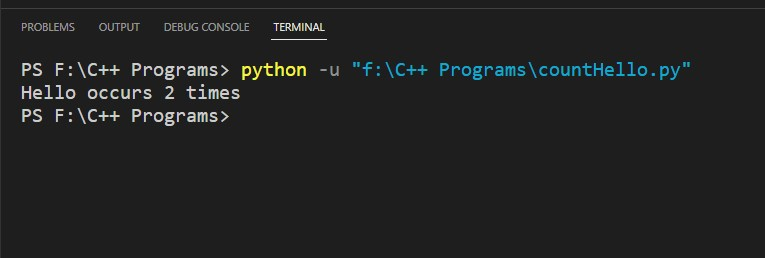 PROBLEMS OUTPUT DEBUG CONSOLE TERMINAL
PS F:\C++ Programs> python -u "f:\C++ Programs\countHello.py"
Hello occurs 2 times
PS F:\C++ Programs>